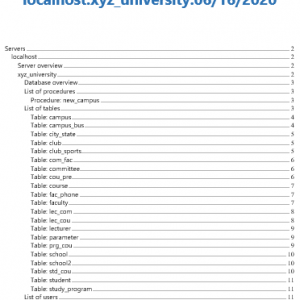 localhost.xyz_university.06/16/2020
Servers 2
localhost 2
Server overview 2
xyz_university 2
Database overview 3
List of procedures 3
Procedure: new_campus 3
List of tables 3
Table: campus 4
Table: campus_bus 4
Table: city_state 5
Table: club 5
Table: club_sports 5
Table: com_fac 6
Table: committee 6
Table: cou_pre 6
Table: course 7
Table: fac_phone 7
Table: faculty 7
Table: lec_com 8
Table: lec_cou 8
Table: lecturer 9
Table: parameter 9
Table: prg_cou 9
Table: school 10
Table: school2 10
Table: std_cou 10
Table: student 11
Table: study_program 11
List of users 11